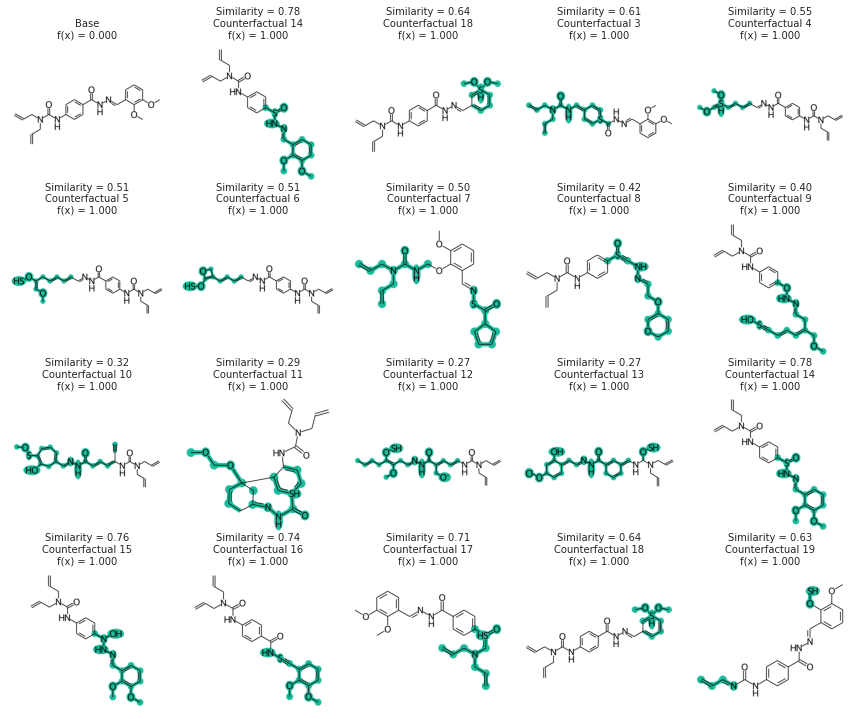 Base
f(x) = 0.000
Similarity = 0.78
Counterfactual 14
f(x) = 1.000
Similarity = 0.64
Counterfactual 18
f(x) = 1.000
Similarity = 0.61
Counterfactual 3
f(x) = 1.000
Similarity = 0.55
Counterfactual 4
f(x) = 1.000
Similarity = 0.51
Counterfactual 5
f(x) = 1.000
Similarity = 0.51
Counterfactual 6
f(x) = 1.000
Similarity = 0.50
Counterfactual 7
f(x) = 1.000
Similarity = 0.42
Counterfactual 8
f(x) = 1.000
Similarity = 0.40
Counterfactual 9
f(x) = 1.000
Similarity = 0.32
Counterfactual 10
f(x) = 1.000
Similarity = 0.29
Counterfactual 11
f(x) = 1.000
Similarity = 0.27
Counterfactual 12
f(x) = 1.000
Similarity = 0.27
Counterfactual 13
f(x) = 1.000
Similarity = 0.78
Counterfactual 14
f(x) = 1.000
Similarity = 0.76
Counterfactual 15
f(x) = 1.000
Similarity = 0.74
Counterfactual 16
f(x) = 1.000
Similarity = 0.71
Counterfactual 17
f(x) = 1.000
Similarity = 0.64
Counterfactual 18
f(x) = 1.000
Similarity = 0.63
Counterfactual 19
f(x) = 1.000